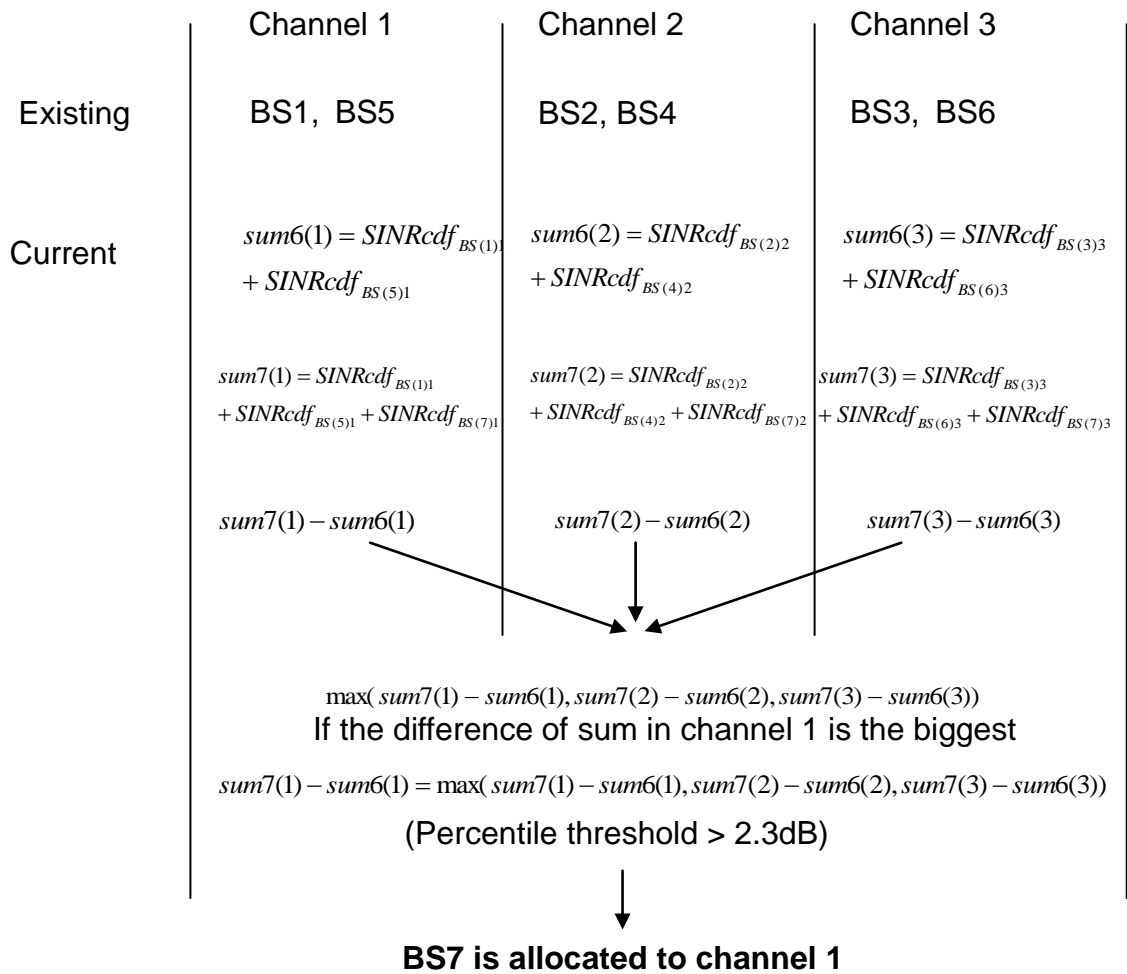 Channel 1 Channel 2 Channel 3
Existing BS1, BS5 BS2, BS4 BS3, BS6
Current
sum6(1) = SINRcdf_BS(1)1
+ SINRcdf_BS(5)1
sum6(2) = SINRcdf_BS(2)2
+ SINRcdf_BS(4)2
sum6(3) = SINRcdf_BS(3)3
+ SINRcdf_BS(6)3
sum7(1) = SINRcdf_BS(1)1
+ SINRcdf_BS(5)1 + SINRcdf_BS(7)1
sum7(2) = SINRcdf_BS(2)2
+ SINRcdf_BS(4)2 + SINRcdf_BS(7)2
sum7(3) = SINRcdf_BS(3)3
+ SINRcdf_BS(6)3 + SINRcdf_BS(7)3
sum7(1) − sum6(1) sum7(2) − sum6(2) sum7(3) − sum6(3)
max( sum7(1) − sum6(1), sum7(2) − sum6(2), sum7(3) − sum6(3))
If the difference of sum in channel 1 is the biggest
sum7(1) − sum6(1) = max( sum7(1) − sum6(1), sum7(2) − sum6(2), sum7(3) − sum6(3))
(Percentile threshold > 2.3dB)
BS7 is allocated to channel 1